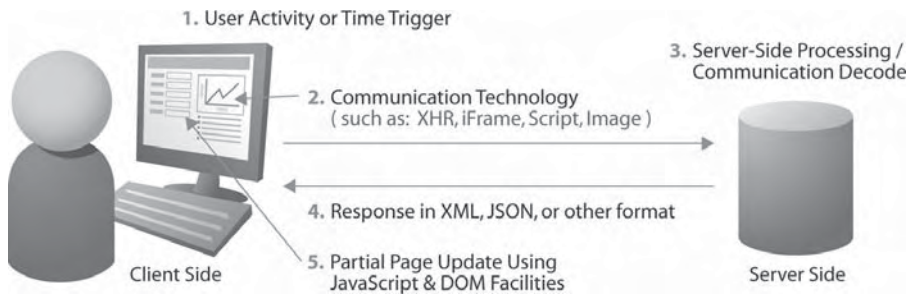 1. User Activity or Time Trigger
2. Communication Technology
( such as: XHR, iFrame, Script, Image )
3. Server-Side Processing /
Communication Decode
4. Response in XML, JSON, or other format
5. Partial Page Update Using
JavaScript & DOM Facilities
Client Side
Server Side